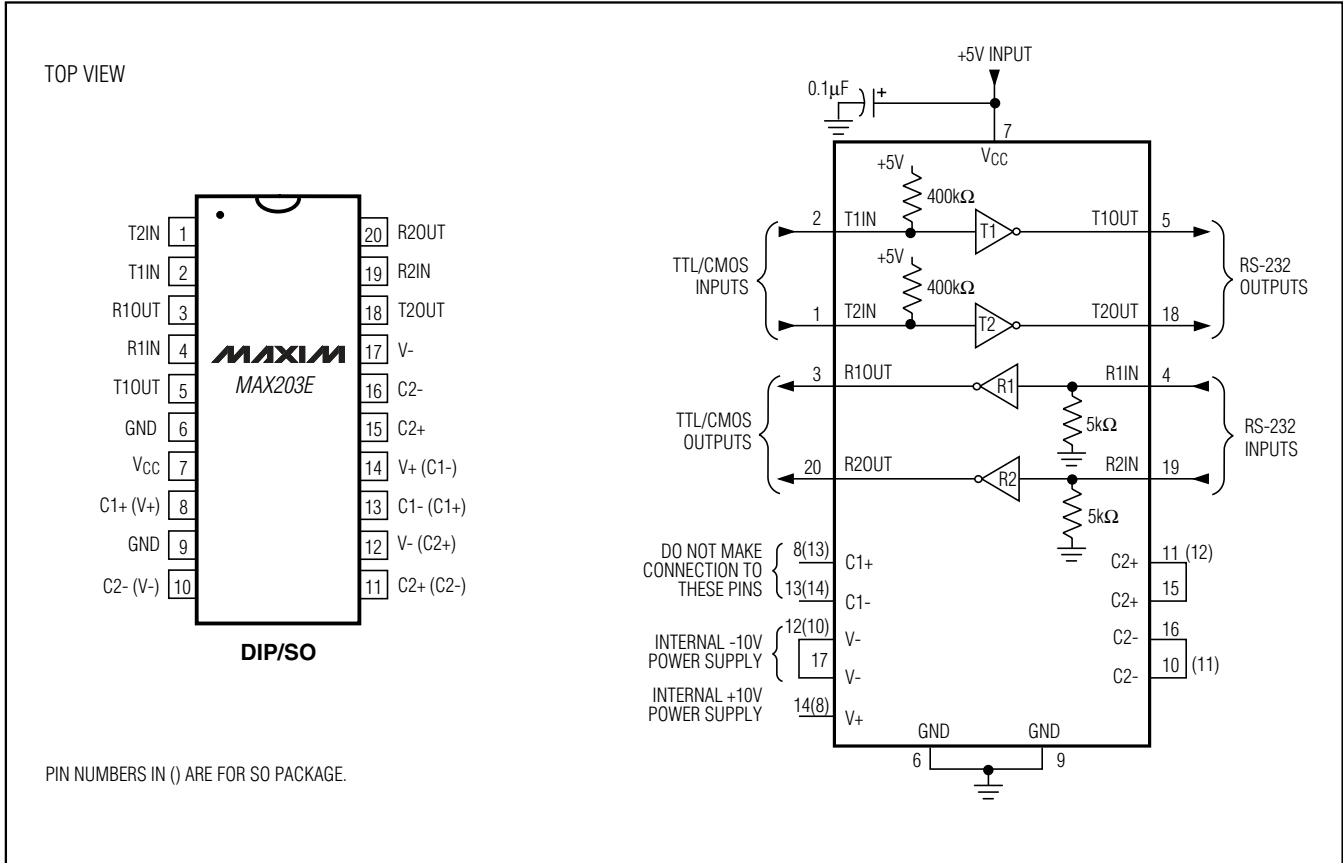 TOP VIEW
T2IN 1
T1IN 2
R1OUT 3
R1IN 4
T1OUT 5
GND 6
VCC 7
C1+ (V+) 8
GND 9
C2- (V-) 10
MAXIM
MAX203E
20 R2OUT
19 R2IN
18 T2OUT
17 V-
16 C2-
15 C2+
14 V+ (C1-)
13 C1- (C1+)
12 V- (C2+)
11 C2+ (C2-)
DIP/SO
PIN NUMBERS IN () ARE FOR SO PACKAGE.
+5V INPUT
0.1μF +
7
VCC
+5V
400kΩ
2 T1IN T1 T1OUT 5
TTL/CMOS
INPUTS
+5V
400kΩ
RS-232
OUTPUTS
1 T2IN T2 T2OUT 18
3 R1OUT R1 R1IN 4
5kΩ
TTL/CMOS
OUTPUTS
RS-232
INPUTS
20 R2OUT R2 R2IN 19
5kΩ
DO NOT MAKE
CONNECTION TO
THESE PINS
8(13) C1+
13(14) C1-
INTERNAL -10V
POWER SUPPLY
12(10) V-
17 V-
INTERNAL +10V
POWER SUPPLY
14(8) V+
C2+ 11 (12)
C2+ 15
C2- 16
C2- 10 (11)
GND GND
6 9